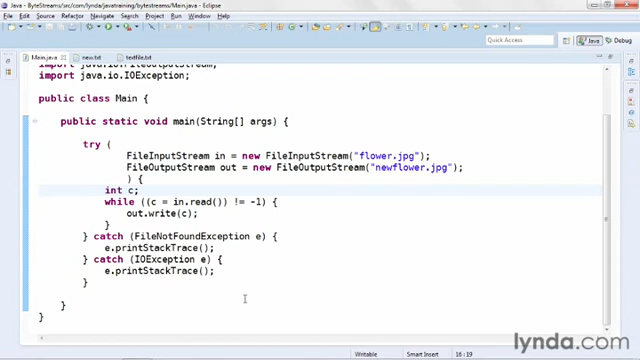 Java - ByteStreams/src/com/lynda/javatraining/bytestreams/Main.java - Eclipse
File Edit Source Refactor Navigate Search Project Run Window Help
Quick Access
Java
Debug
Main.java new.txt textfile.txt
import java.io.FileOutputStream;
import java.io.IOException;
public class Main {
public static void main(String[] args) {
try (
FileInputStream in = new FileInputStream("flower.jpg");
FileOutputStream out = new FileOutputStream("newflower.jpg");
) {
int c;
while ((c = in.read()) != -1) {
out.write(c);
}
} catch (FileNotFoundException e) {
e.printStackTrace();
} catch (IOException e) {
e.printStackTrace();
}
}
}
lynda.com
Writable Smart Insert 16 : 19